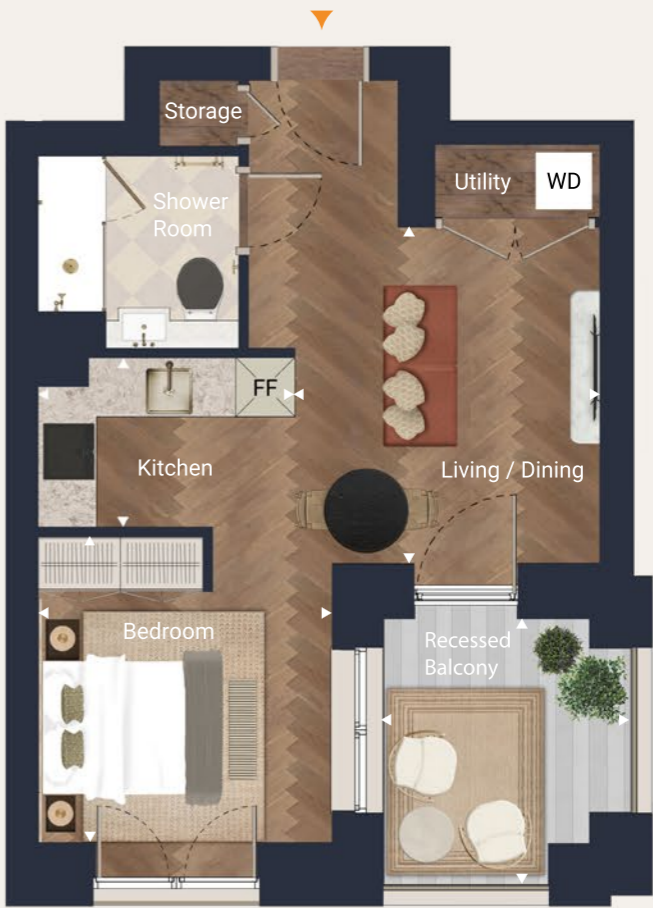 Storage
Utility
WD
Shower
Room
FF
Kitchen
Living / Dining
Bedroom
Recessed
Balcony